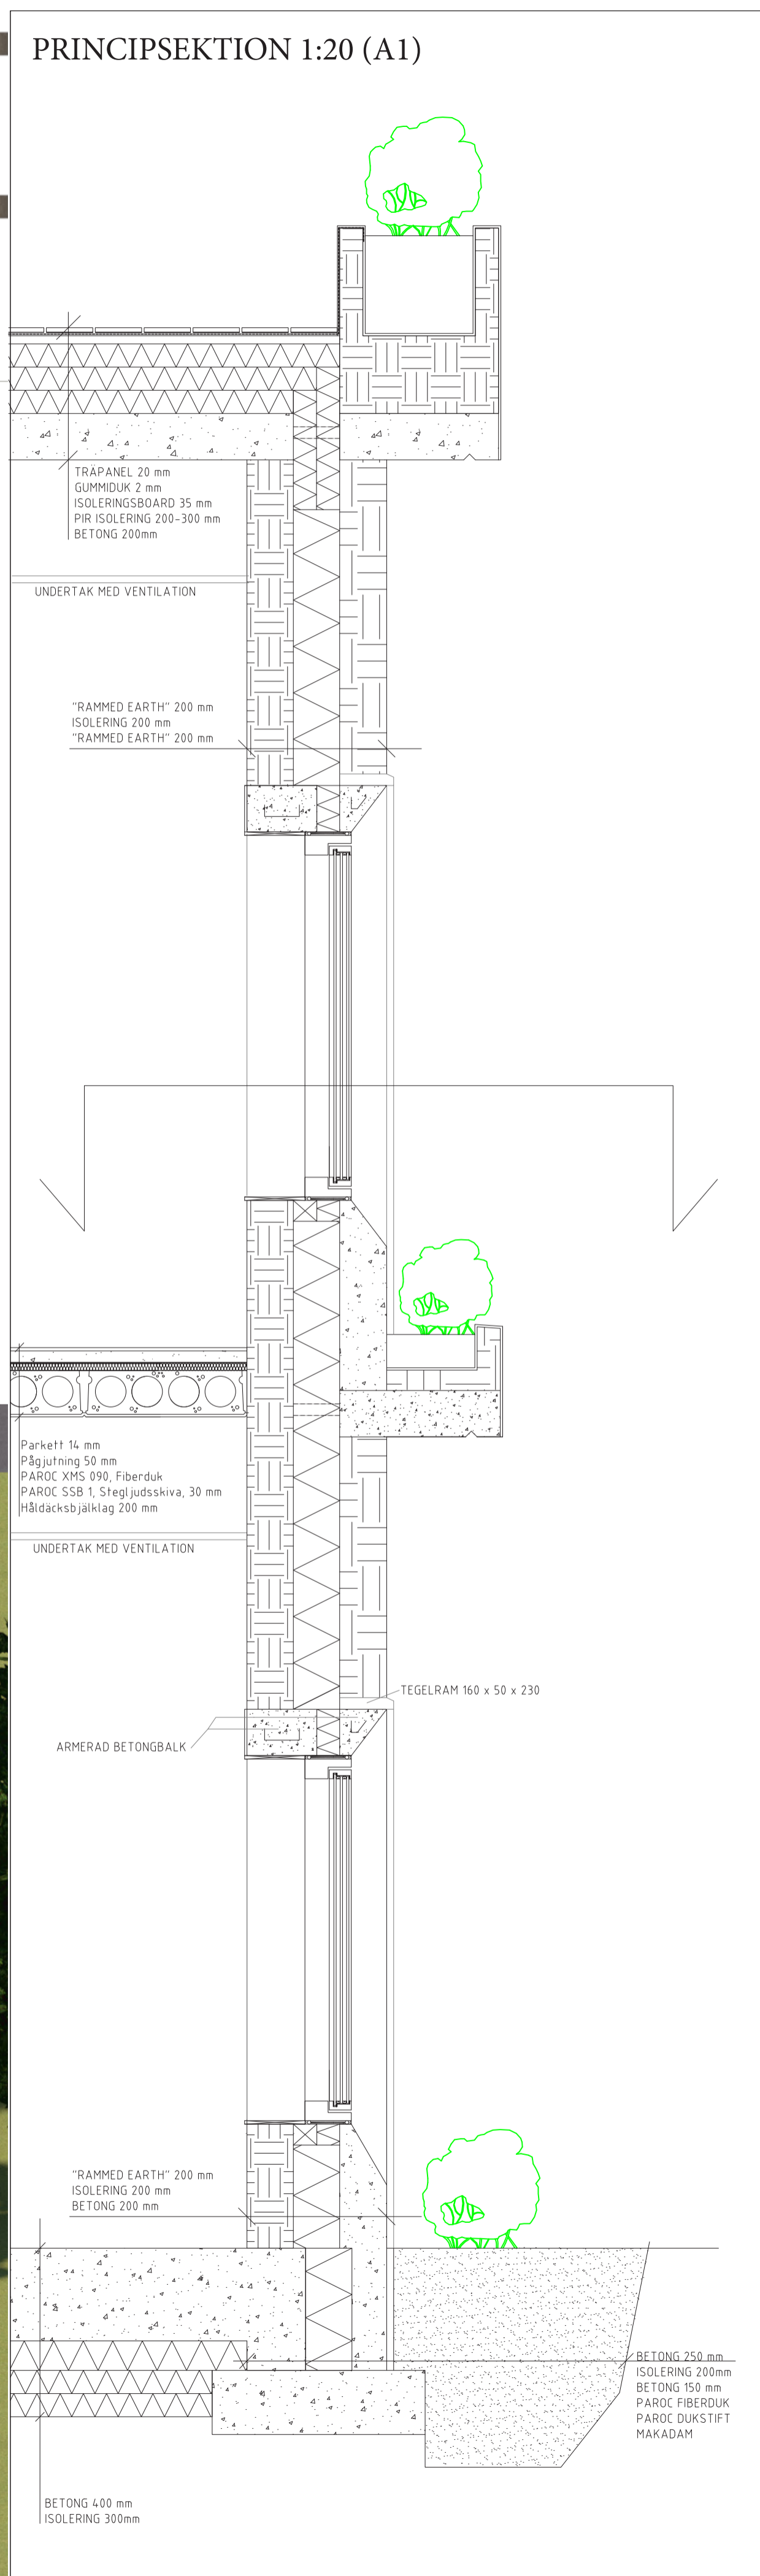 PRINCIPSEKTION 1:20 (A1)
TRÄPANEL 20 mm
GUMMIDUK 2 mm
ISOLERINGSBOARD 35 mm
PIR ISOLERING 200-300 mm
BETONG 200mm
UNDERTAK MED VENTILATION
"RAMMED EARTH" 200 mm
ISOLERING 200 mm
"RAMMED EARTH" 200 mm
Parkett 14 mm
Pågjutning 50 mm
PAROC XMS 090, Fiberduk
PAROC SSB 1, Stegljudsskiva, 30 mm
Håldäcksbjälklag 200 mm
UNDERTAK MED VENTILATION
TEGELRAM 160 x 50 x 230
ARMERAD BETONGBALK
"RAMMED EARTH" 200 mm
ISOLERING 200 mm
BETONG 200 mm
BETONG 250 mm
ISOLERING 200mm
BETONG 150 mm
PAROC FIBERDUK
PAROC DUKSTIFT
MAKADAM
BETONG 400 mm
ISOLERING 300mm